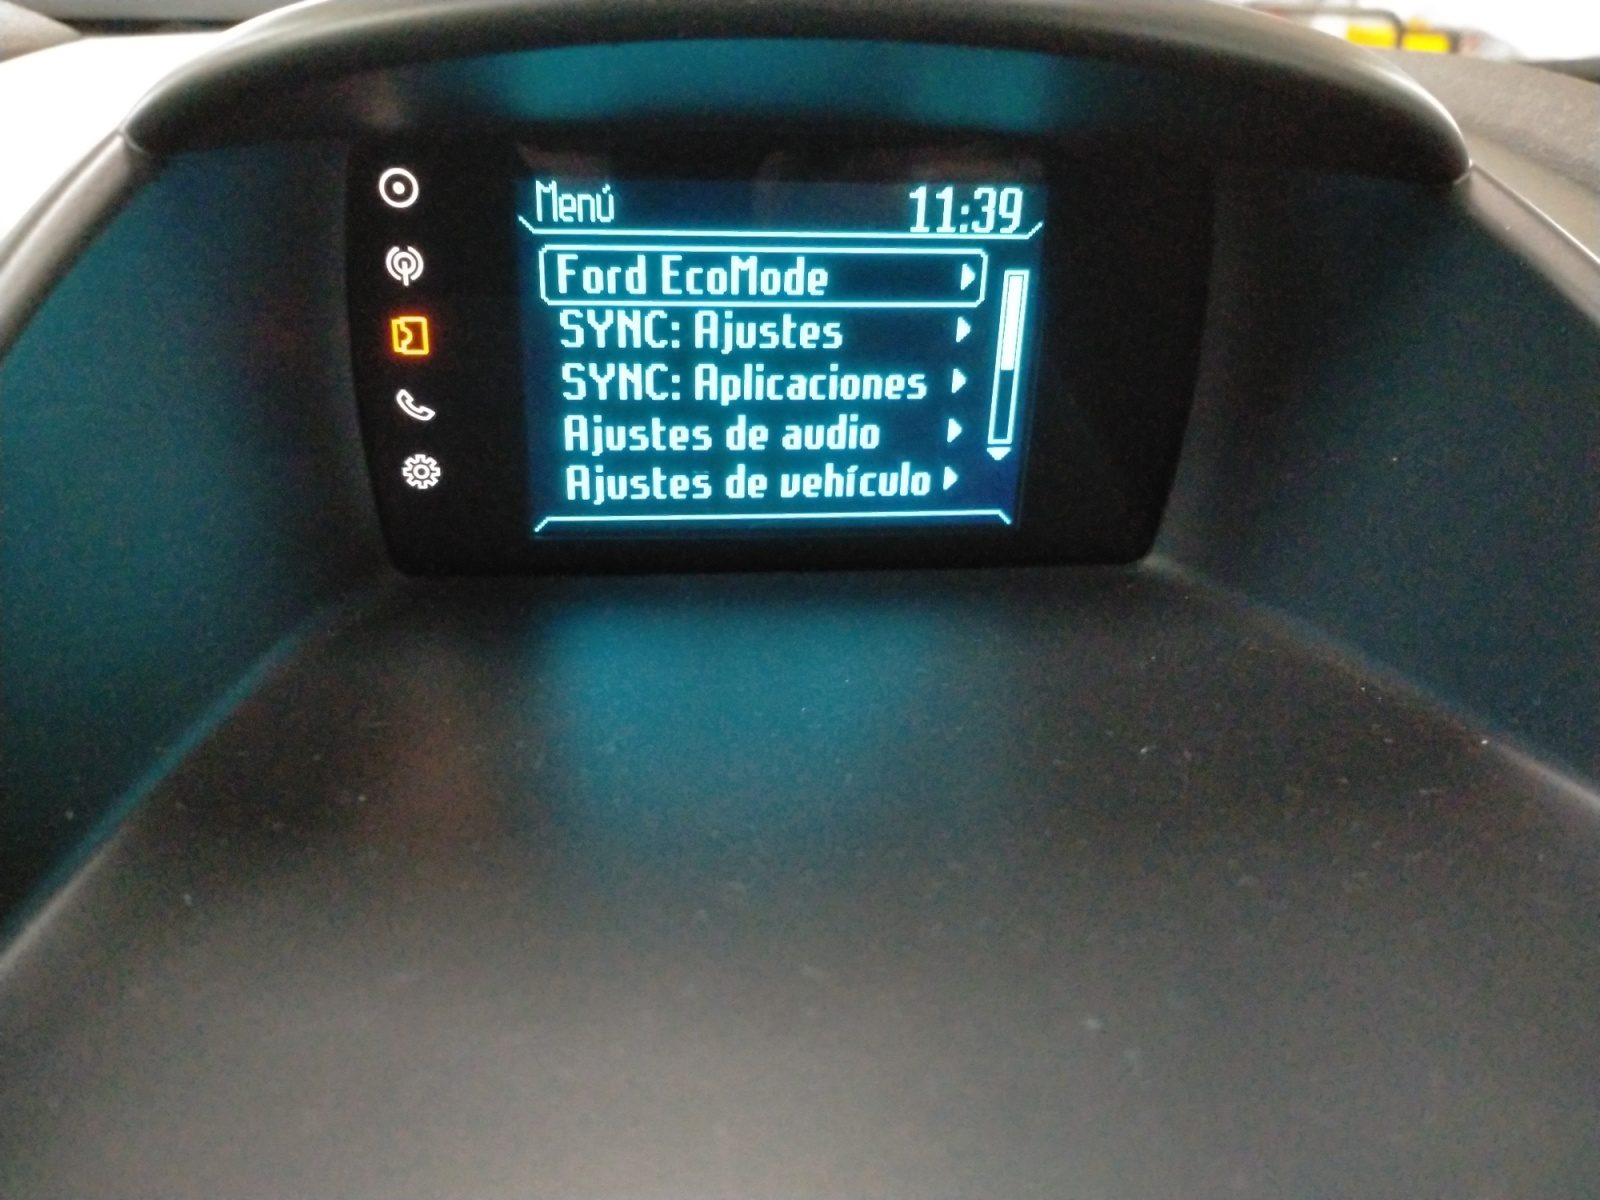 Menú 11:39
Ford EcoMode
SYNC: Ajustes
SYNC: Aplicaciones
Ajustes de audio
Ajustes de vehículo